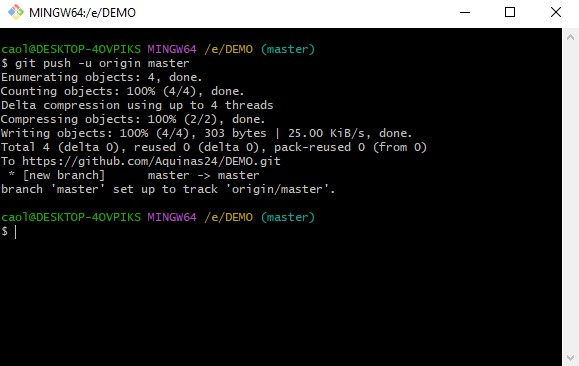 MINGW64:/e/DEMO
caol@DESKTOP-4OVPIKS MINGW64 /e/DEMO (master)
$ git push -u origin master
Enumerating objects: 4, done.
Counting objects: 100% (4/4), done.
Delta compression using up to 4 threads
Compressing objects: 100% (2/2), done.
Writing objects: 100% (4/4), 303 bytes | 25.00 KiB/s, done.
Total 4 (delta 0), reused 0 (delta 0), pack-reused 0 (from 0)
To https://github.com/Aquinas24/DEMO.git
 * [new branch]      master -> master
branch 'master' set up to track 'origin/master'.
caol@DESKTOP-4OVPIKS MINGW64 /e/DEMO (master)
$